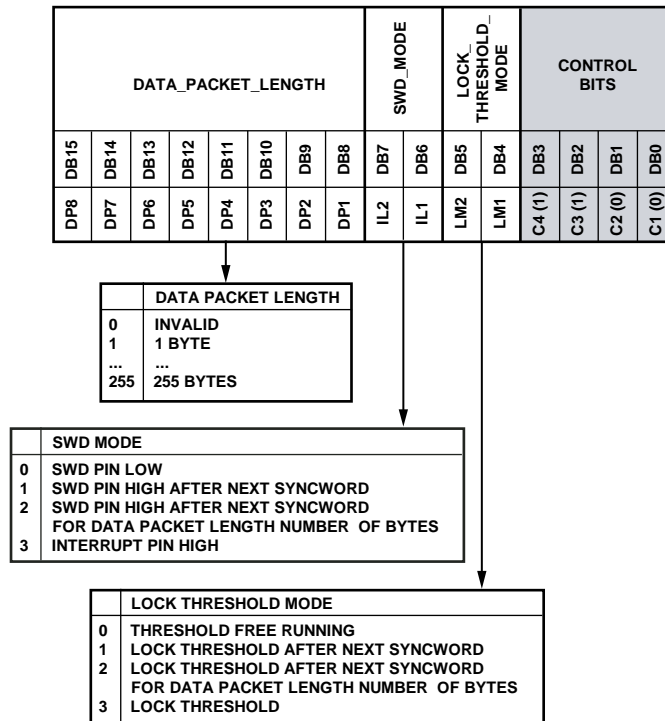 DATA_PACKET_LENGTH
SWD_MODE
LOCK_
THRESHOLD_
MODE
CONTROL
BITS
DB15 DB14 DB13 DB12 DB11 DB10 DB9 DB8 DB7 DB6 DB5 DB4 DB3 DB2 DB1 DB0
DP8 DP7 DP6 DP5 DP4 DP3 DP2 DP1 IL2 IL1 LM2 LM1 C4 (1) C3 (1) C2 (0) C1 (0)
DATA PACKET LENGTH
0 INVALID
1 1 BYTE
... ...
255 255 BYTES
SWD MODE
0 SWD PIN LOW
1 SWD PIN HIGH AFTER NEXT SYNCWORD
2 SWD PIN HIGH AFTER NEXT SYNCWORD
FOR DATA PACKET LENGTH NUMBER OF BYTES
3 INTERRUPT PIN HIGH
LOCK THRESHOLD MODE
0 THRESHOLD FREE RUNNING
1 LOCK THRESHOLD AFTER NEXT SYNCWORD
2 LOCK THRESHOLD AFTER NEXT SYNCWORD
FOR DATA PACKET LENGTH NUMBER OF BYTES
3 LOCK THRESHOLD